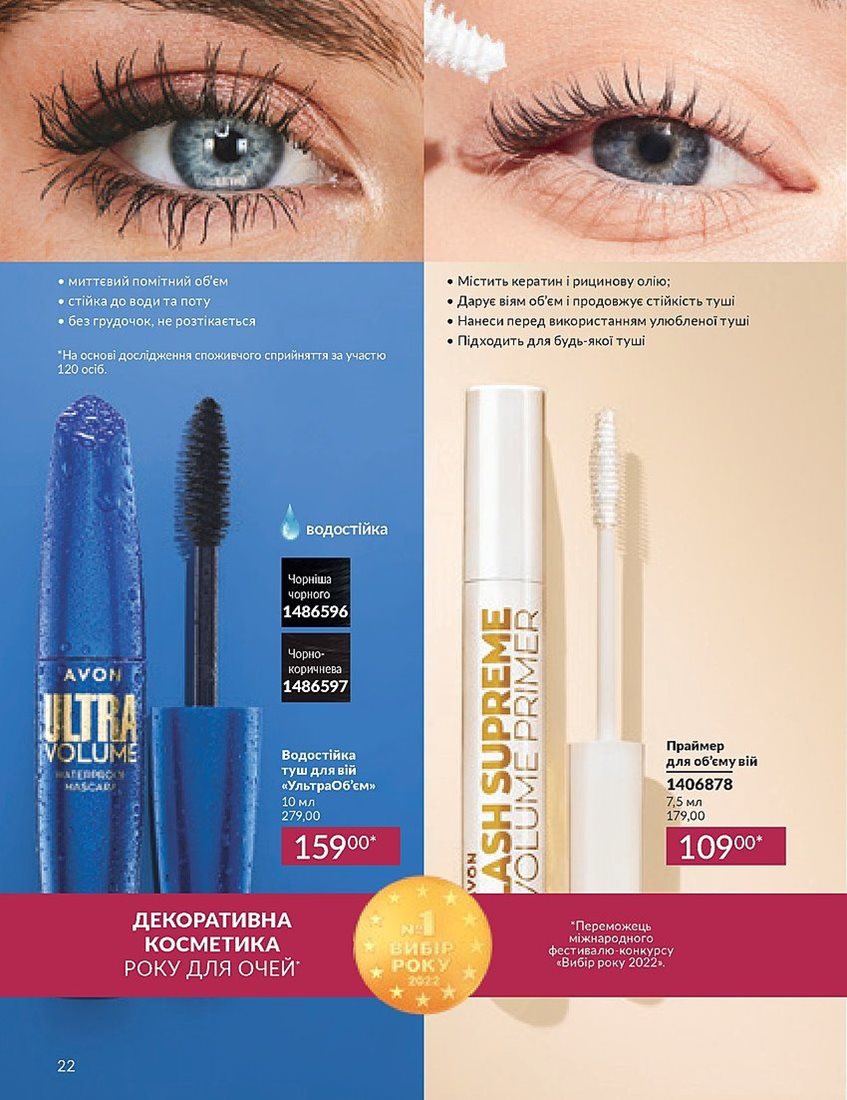 • миттєвий помітний об'єм
• стійка до води та поту
• без грудочок, не розтікається
*На основі дослідження споживчого сприйняття за участю
120 осіб.
водостійка
Чорніша
чорного
1486596
Чорно-
коричнева
1486597
AVON
ULTRA
VOLUME
WATERPROOF
MASCARA
Водостійка
туш для вій
«УльтраОб'єм»
10 мл
279,00
15900*
• Містить кератин і рицинову олію;
• Дарує віям об'єм і продовжує стійкість туші
• Нанеси перед використанням улюбленої туші
• Підходить для будь-якої туші
LASH SUPREME
VOLUME PRIMER
AVON
Праймер
для об'єму вій
1406878
7,5 мл
179,00
10900*
ДЕКОРАТИВНА
КОСМЕТИКА
РОКУ ДЛЯ ОЧЕЙ*
№1
ВИБІР
РОКУ
2022
*Переможець
міжнародного
фестивалю-конкурсу
«Вибір року 2022».
22